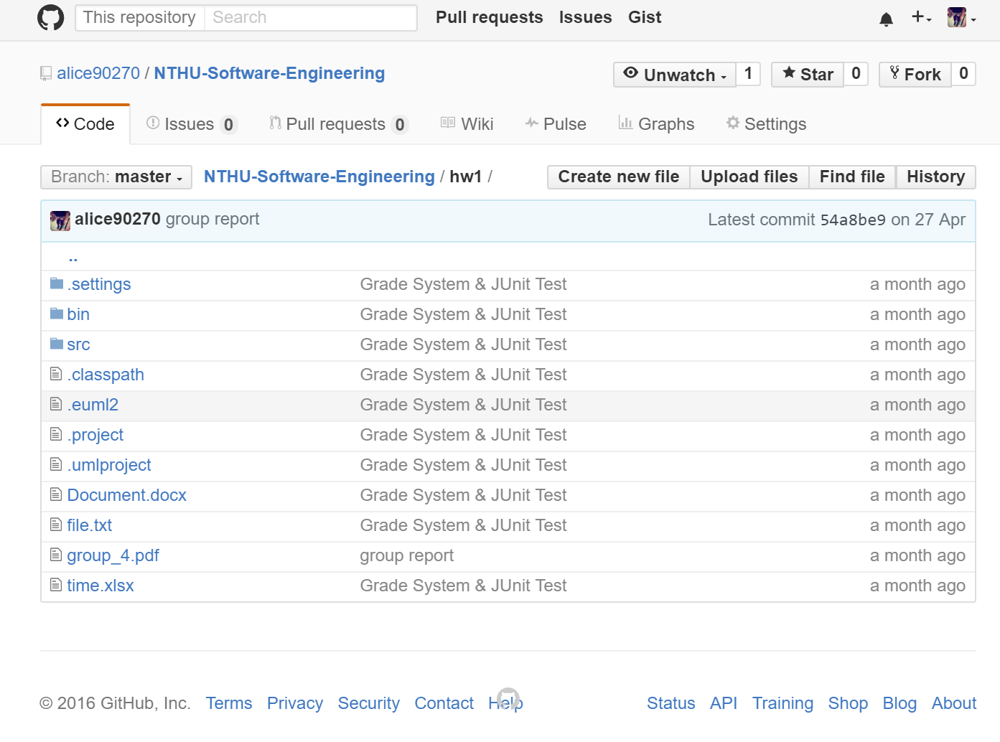 This repository Search Pull requests Issues Gist
alice90270 / NTHU-Software-Engineering Unwatch 1 Star 0 Fork 0
Code Issues 0 Pull requests 0 Wiki Pulse Graphs Settings
Branch: master NTHU-Software-Engineering / hw1 / Create new file Upload files Find file History
alice90270 group report Latest commit 54a8be9 on 27 Apr
..
.settings Grade System & JUnit Test a month ago
bin Grade System & JUnit Test a month ago
src Grade System & JUnit Test a month ago
.classpath Grade System & JUnit Test a month ago
.euml2 Grade System & JUnit Test a month ago
.project Grade System & JUnit Test a month ago
.umlproject Grade System & JUnit Test a month ago
Document.docx Grade System & JUnit Test a month ago
file.txt Grade System & JUnit Test a month ago
group_4.pdf group report a month ago
time.xlsx Grade System & JUnit Test a month ago
© 2016 GitHub, Inc. Terms Privacy Security Contact Help Status API Training Shop Blog About